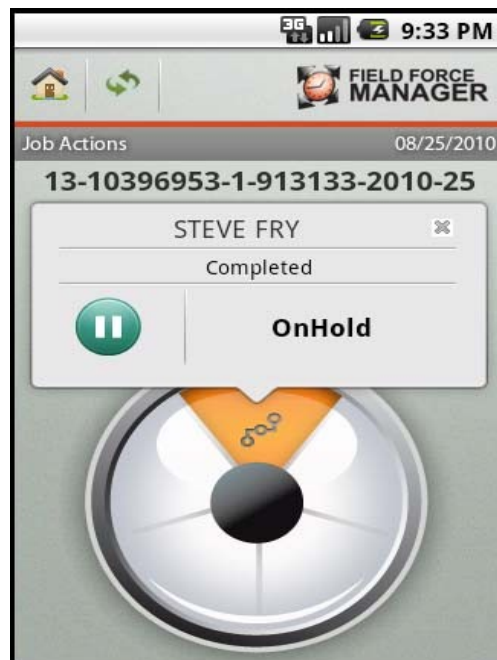 3G 9:33 PM
FIELD FORCE
MANAGER
Job Actions 08/25/2010
13-10396953-1-913133-2010-25
STEVE FRY
Completed
OnHold